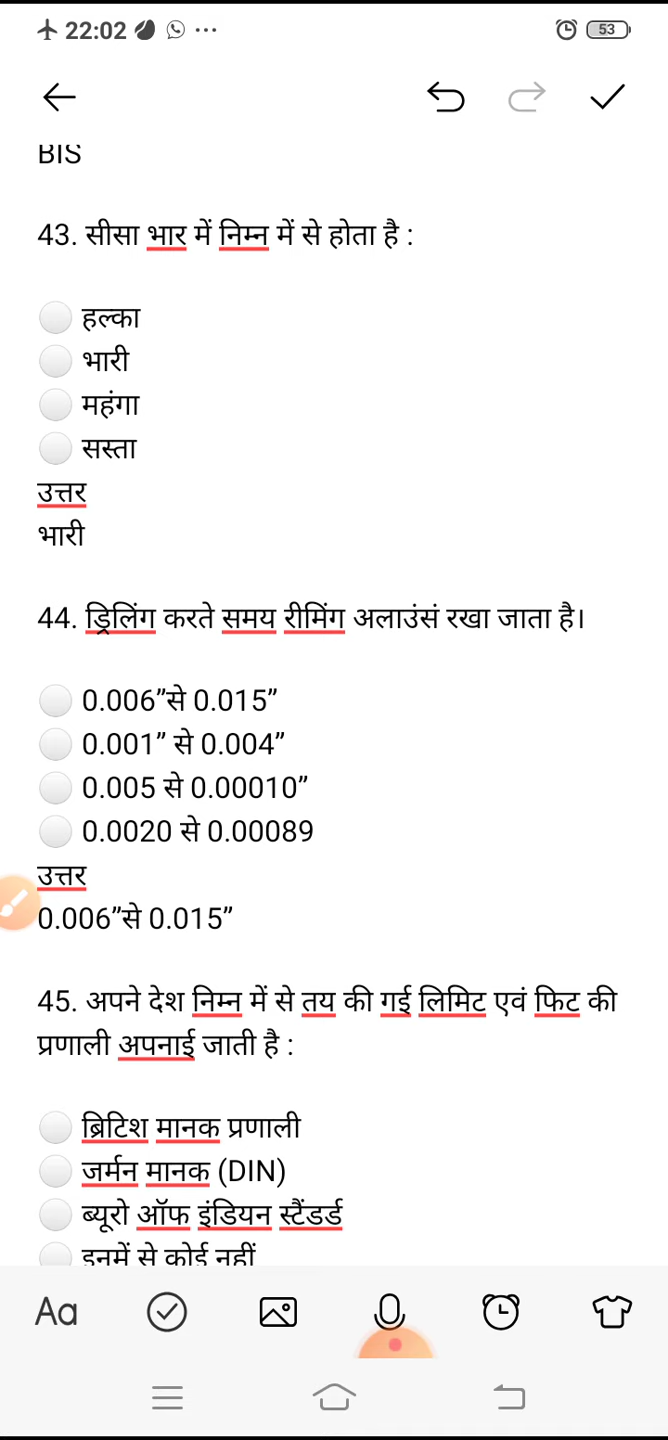 22:02
53
BIS
43. सीसा भार में निम्न में से होता है :
हल्का
भारी
महंगा
सस्ता
उत्तर
भारी
44. ड्रिलिंग करते समय रीमिंग अलाउंसं रखा जाता है।
0.006”से 0.015”
0.001” से 0.004”
0.005 से 0.00010”
0.0020 से 0.00089
उत्तर
0.006”से 0.015”
45. अपने देश निम्न में से तय की गई लिमिट एवं फिट की
प्रणाली अपनाई जाती है :
ब्रिटिश मानक प्रणाली
जर्मन मानक (DIN)
ब्यूरो ऑफ इंडियन स्टैंडर्ड
इनमें से कोई नहीं
Aa